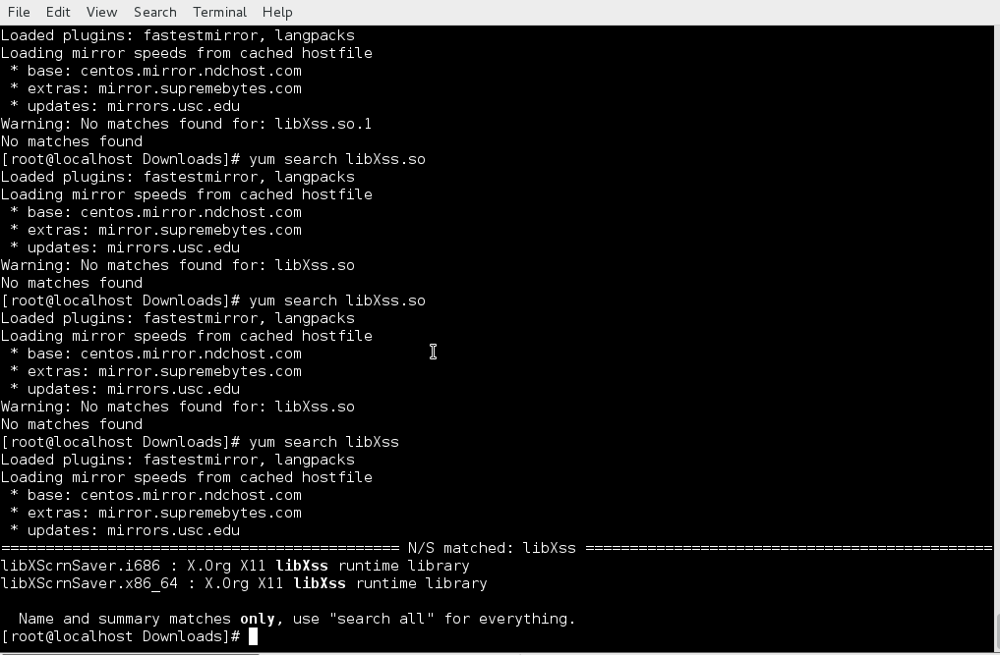 File Edit View Search Terminal Help
Loaded plugins: fastestmirror, langpacks
Loading mirror speeds from cached hostfile
 * base: centos.mirror.ndchost.com
 * extras: mirror.supremebytes.com
 * updates: mirrors.usc.edu
Warning: No matches found for: libXss.so.1
No matches found
[root@localhost Downloads]# yum search libXss.so
Loaded plugins: fastestmirror, langpacks
Loading mirror speeds from cached hostfile
 * base: centos.mirror.ndchost.com
 * extras: mirror.supremebytes.com
 * updates: mirrors.usc.edu
Warning: No matches found for: libXss.so
No matches found
[root@localhost Downloads]# yum search libXss.so
Loaded plugins: fastestmirror, langpacks
Loading mirror speeds from cached hostfile
 * base: centos.mirror.ndchost.com
 * extras: mirror.supremebytes.com
 * updates: mirrors.usc.edu
Warning: No matches found for: libXss.so
No matches found
[root@localhost Downloads]# yum search libXss
Loaded plugins: fastestmirror, langpacks
Loading mirror speeds from cached hostfile
 * base: centos.mirror.ndchost.com
 * extras: mirror.supremebytes.com
 * updates: mirrors.usc.edu
============================================= N/S matched: libXss ==============================================
libXScrnSaver.i686 : X.Org X11 libXss runtime library
libXScrnSaver.x86_64 : X.Org X11 libXss runtime library
  Name and summary matches only, use "search all" for everything.
[root@localhost Downloads]#